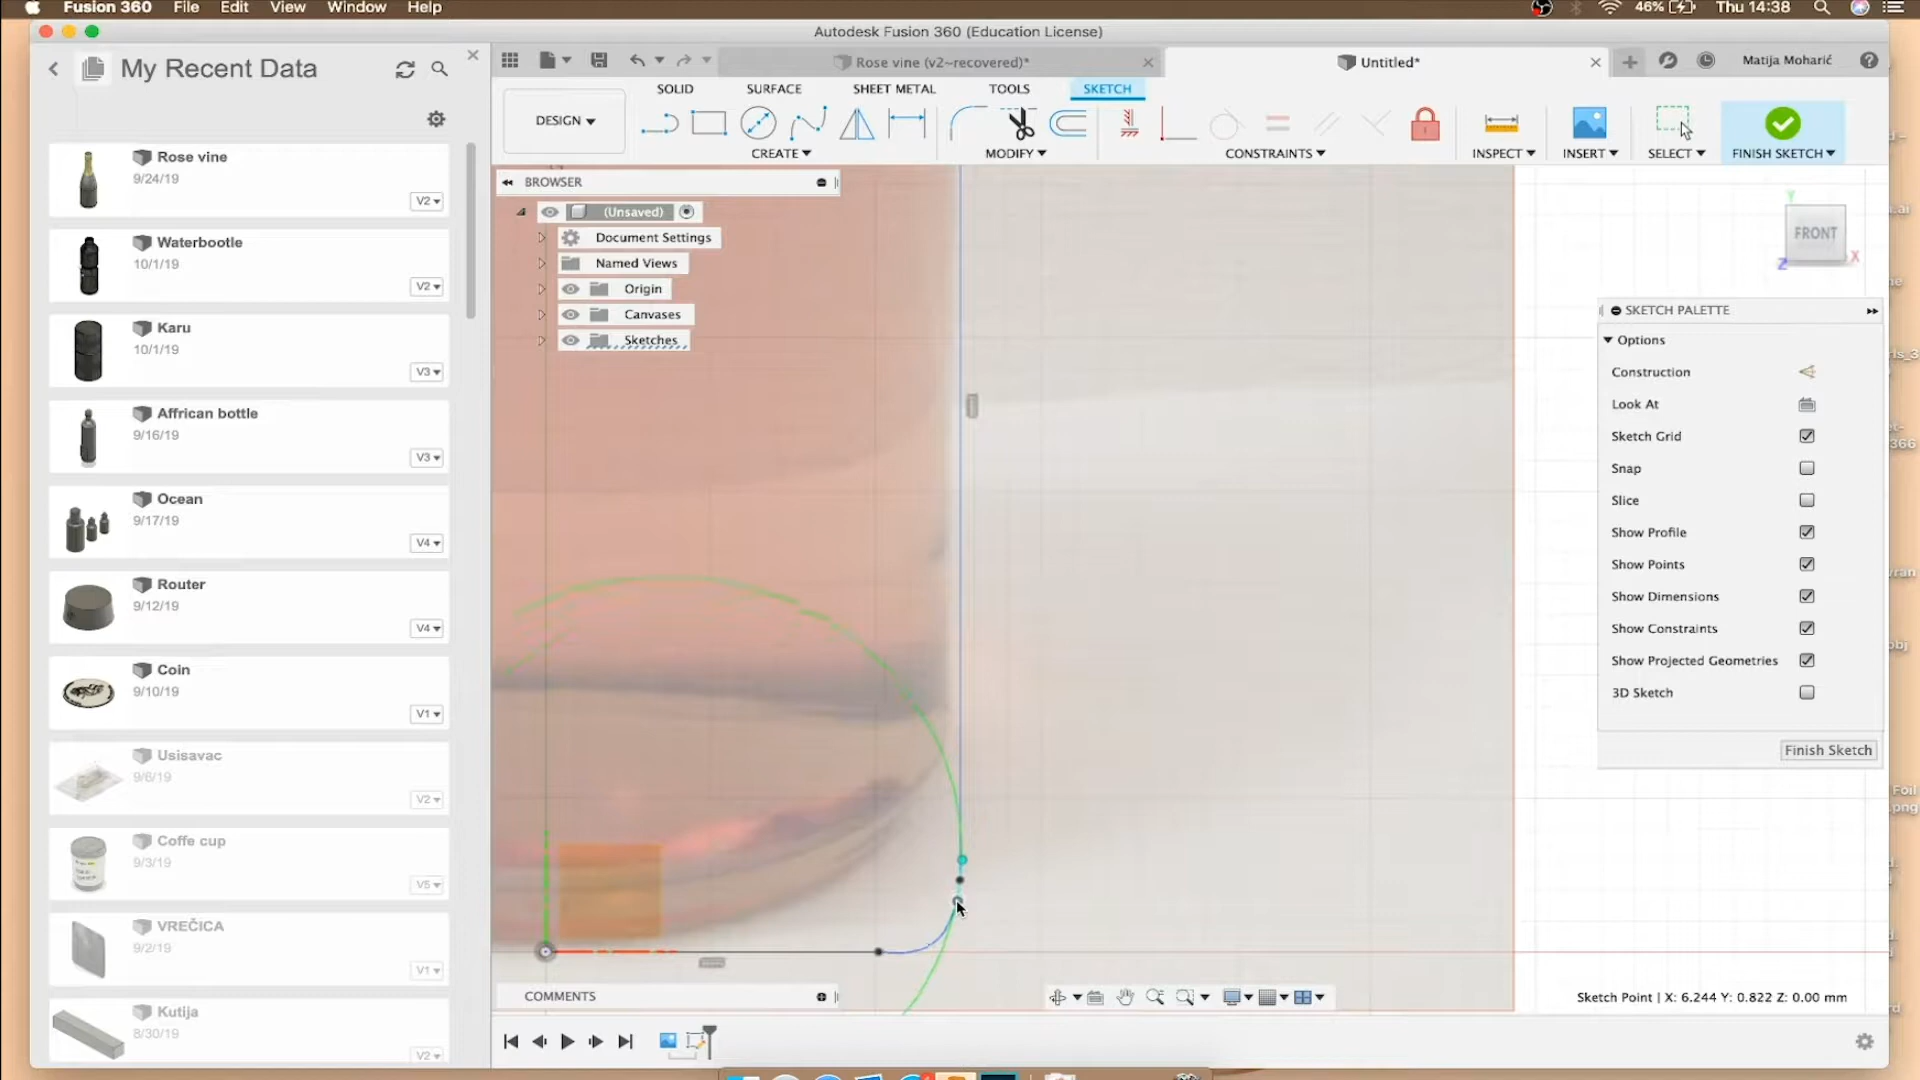 Fusion 360 File Edit View Window Help 46% Thu 14:38
Autodesk Fusion 360 (Education License)
My Recent Data
Rose vine (v2~recovered)* Untitled* Matija Moharić
SOLID SURFACE SHEET METAL TOOLS SKETCH
DESIGN
CREATE MODIFY CONSTRAINTS INSPECT INSERT SELECT FINISH SKETCH
Rose vine
9/24/19
V2
Waterbootle
10/1/19
V2
Karu
10/1/19
V3
Affrican bottle
9/16/19
V3
Ocean
9/17/19
V4
Router
9/12/19
V4
Coin
9/10/19
V1
Usisavac
9/6/19
V2
Coffe cup
9/3/19
V5
VREČICA
9/2/19
V1
Kutija
8/30/19
V2
BROWSER
(Unsaved)
Document Settings
Named Views
Origin
Canvases
Sketches
FRONT
Y
X
Z
SKETCH PALETTE
Options
Construction
Look At
Sketch Grid
Snap
Slice
Show Profile
Show Points
Show Dimensions
Show Constraints
Show Projected Geometries
3D Sketch
Finish Sketch
COMMENTS
Sketch Point | X: 6.244 Y: 0.822 Z: 0.00 mm
.ai
366
obj
Foil
.png